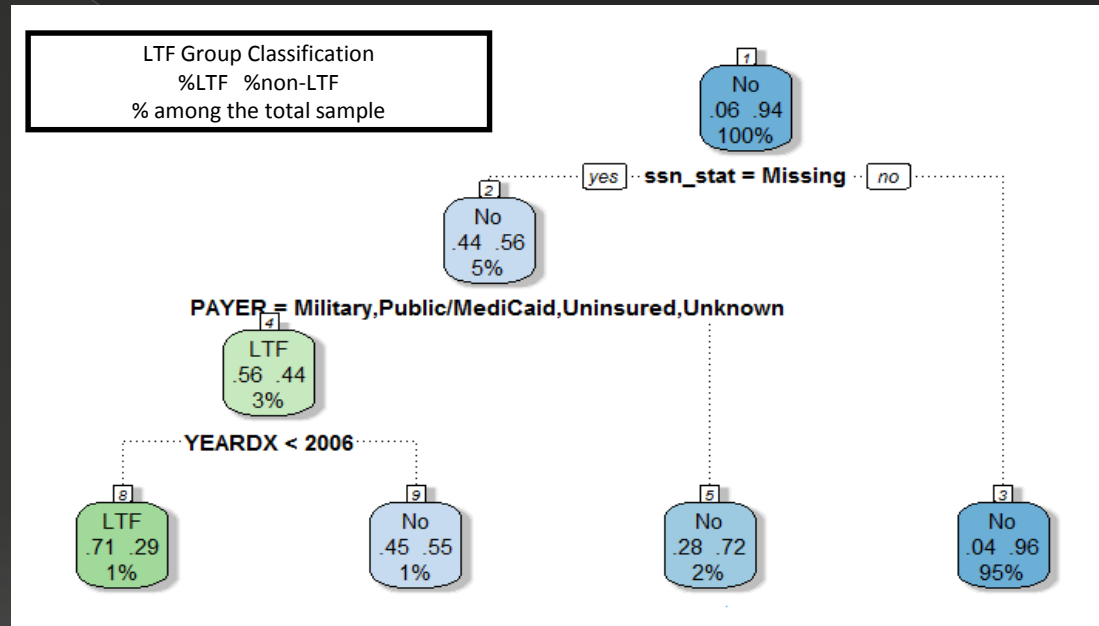 LTF Group Classification
%LTF %non-LTF
% among the total sample
1
No
.06 .94
100%
yes ssn_stat = Missing no
2
No
.44 .56
5%
PAYER = Military,Public/MediCaid,Uninsured,Unknown
4
LTF
.56 .44
3%
YEARDX < 2006
8
LTF
.71 .29
1%
9
No
.45 .55
1%
5
No
.28 .72
2%
3
No
.04 .96
95%